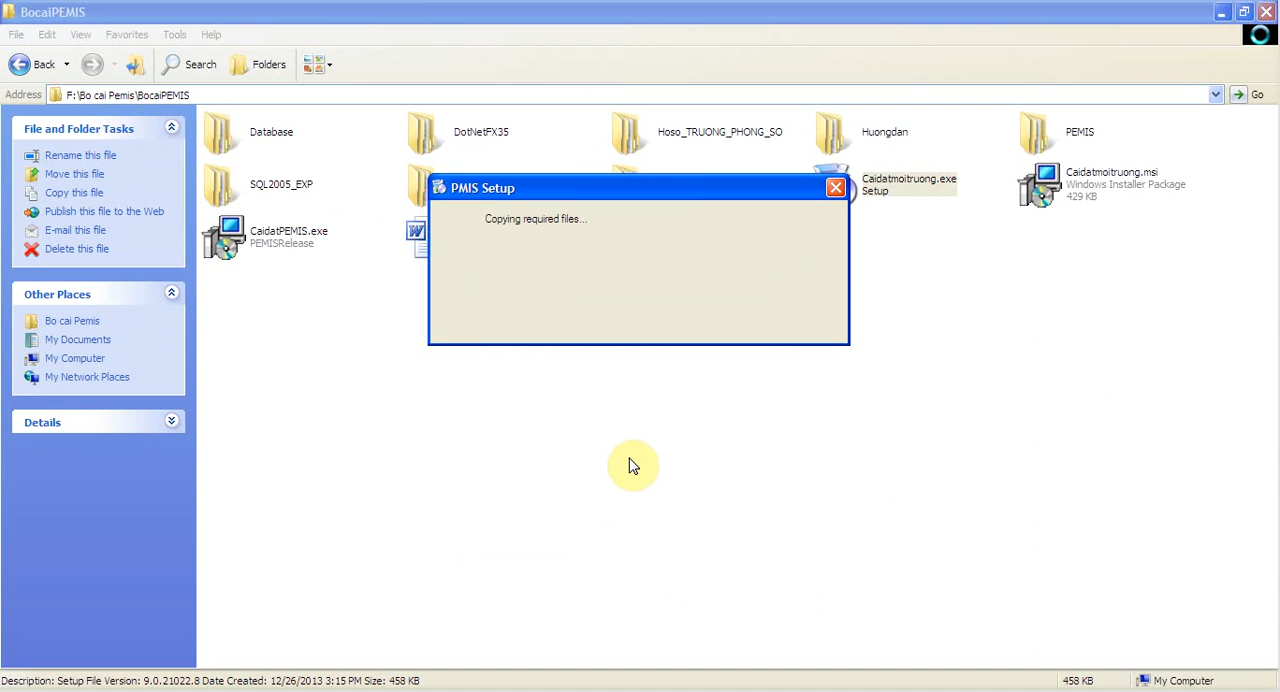 BocaiPEMIS
File Edit View Favorites Tools Help
Back Search Folders
Address F:\Bo cai Pemis\BocaiPEMIS Go
File and Folder Tasks
Rename this file
Move this file
Copy this file
Publish this file to the Web
E-mail this file
Delete this file
Other Places
Bo cai Pemis
My Documents
My Computer
My Network Places
Details
Database
DotNetFX35
Hoso_TRUONG_PHONG_SO
Huongdan
PEMIS
SQL2005_EXP
Caidatmoitruong.exe
Setup
Caidatmoitruong.msi
Windows Installer Package
429 KB
CaidatPEMIS.exe
PEMISRelease
PMIS Setup
Copying required files...
Description: Setup File Version: 9.0.21022.8 Date Created: 12/26/2013 3:15 PM Size: 458 KB 458 KB My Computer